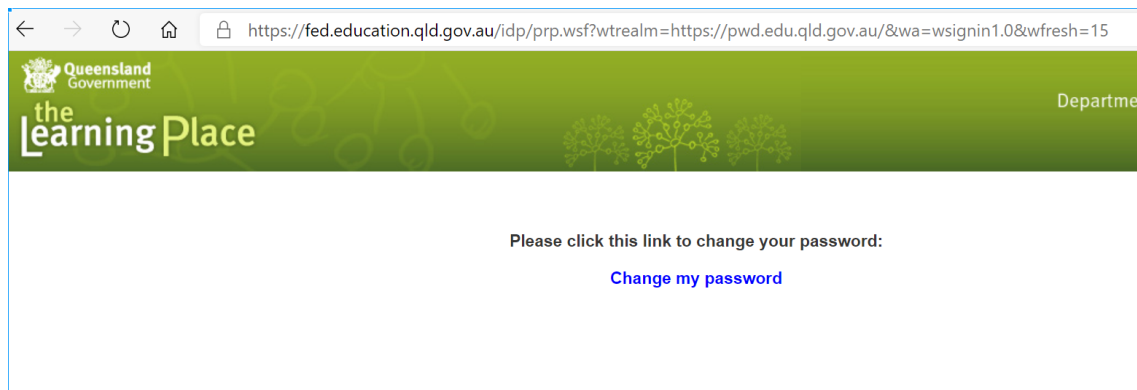 https://fed.education.qld.gov.au/idp/prp.wsf?wtrealm=https://pwd.edu.qld.gov.au/&wa=wsignin1.0&wfresh=15
Queensland
Government
the
Learning Place
Departme
Please click this link to change your password:
Change my password